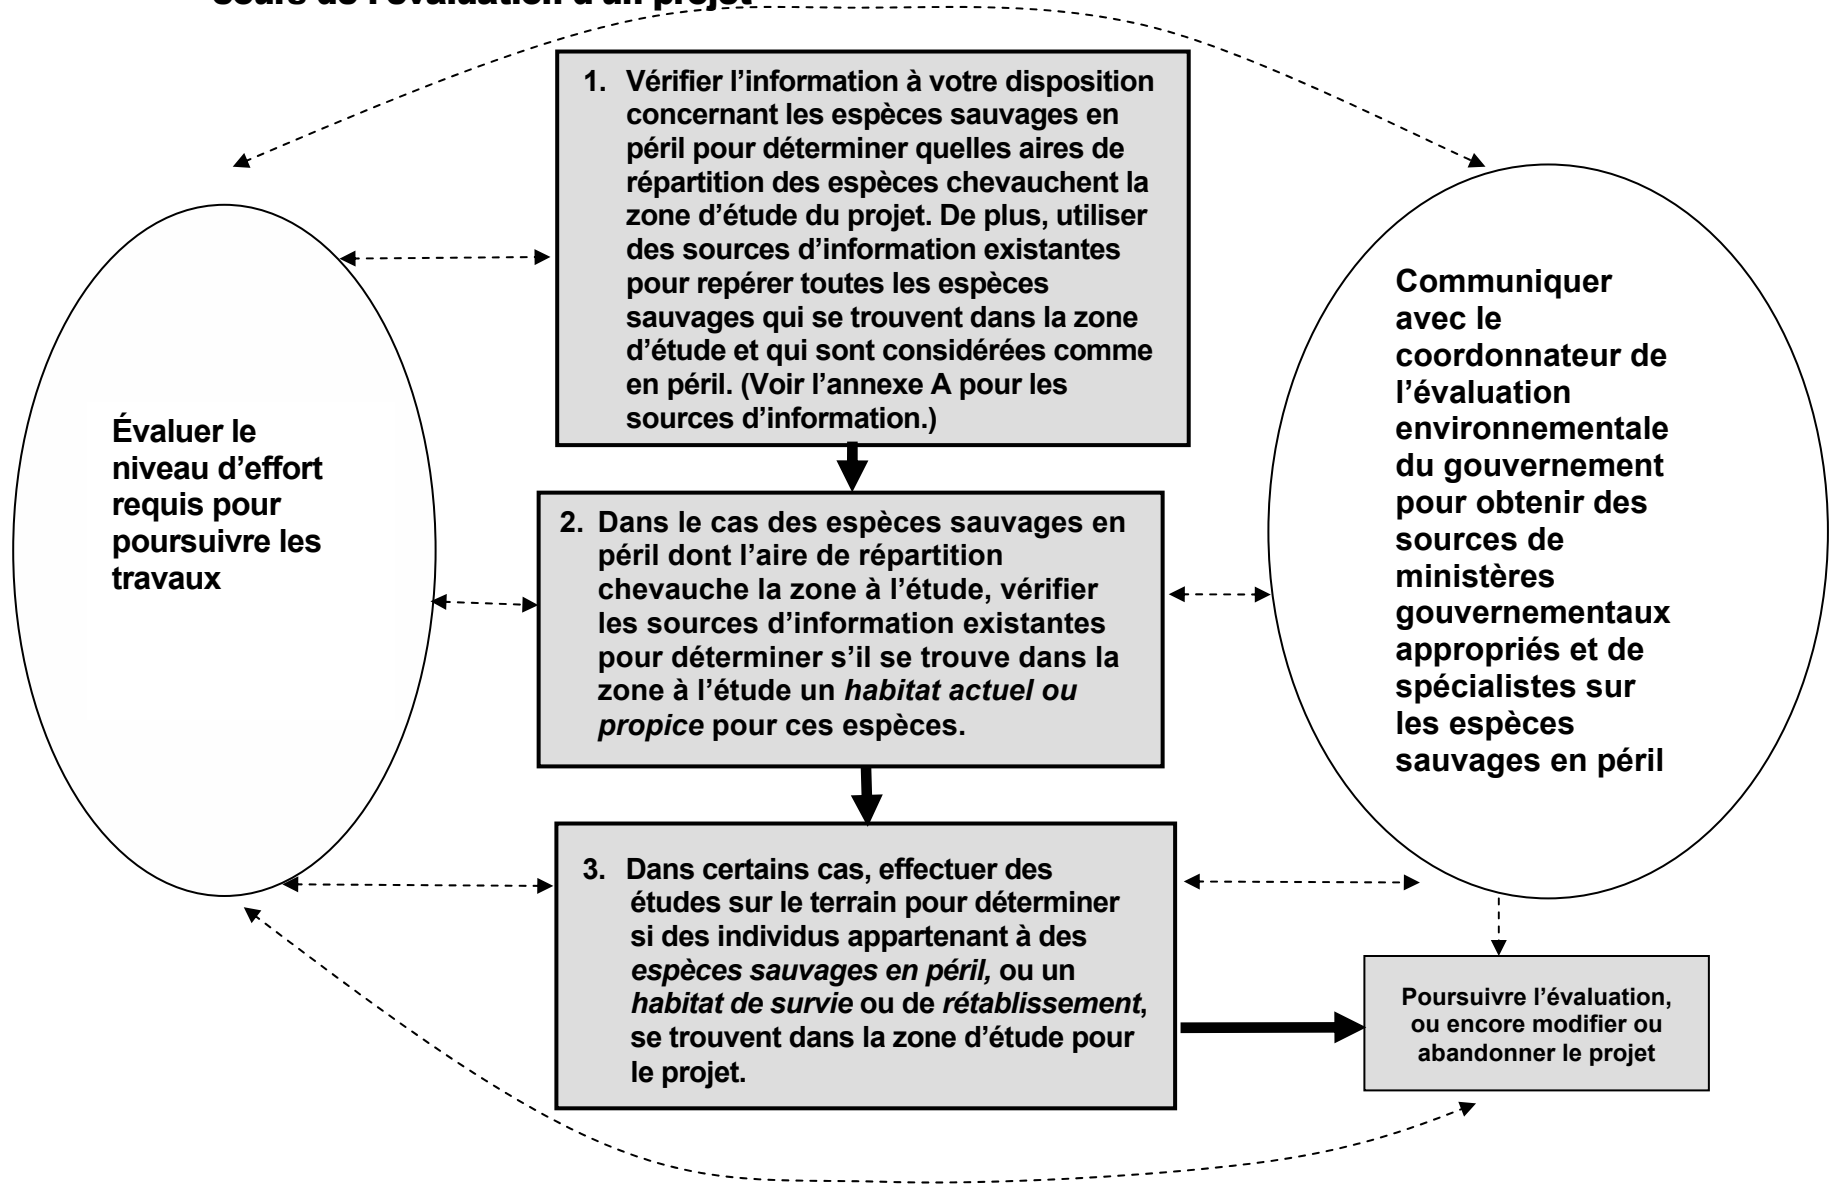 cours de l'évaluation d'un projet
1. Vérifier l’information à votre disposition
concernant les espèces sauvages en
péril pour déterminer quelles aires de
répartition des espèces chevauchent la
zone d’étude du projet. De plus, utiliser
des sources d’information existantes
pour repérer toutes les espèces
sauvages qui se trouvent dans la zone
d’étude et qui sont considérées comme
en péril. (Voir l’annexe A pour les
sources d’information.)
Évaluer le
niveau d’effort
requis pour
poursuivre les
travaux
2. Dans le cas des espèces sauvages en
péril dont l’aire de répartition
chevauche la zone à l’étude, vérifier
les sources d’information existantes
pour déterminer s’il se trouve dans la
zone à l’étude un habitat actuel ou
propice pour ces espèces.
Communiquer
avec le
coordonnateur de
l’évaluation
environnementale
du gouvernement
pour obtenir des
sources de
ministères
gouvernementaux
appropriés et de
spécialistes sur
les espèces
sauvages en péril
3. Dans certains cas, effectuer des
études sur le terrain pour déterminer
si des individus appartenant à des
espèces sauvages en péril, ou un
habitat de survie ou de rétablissement,
se trouvent dans la zone d’étude pour
le projet.
Poursuivre l’évaluation,
ou encore modifier ou
abandonner le projet